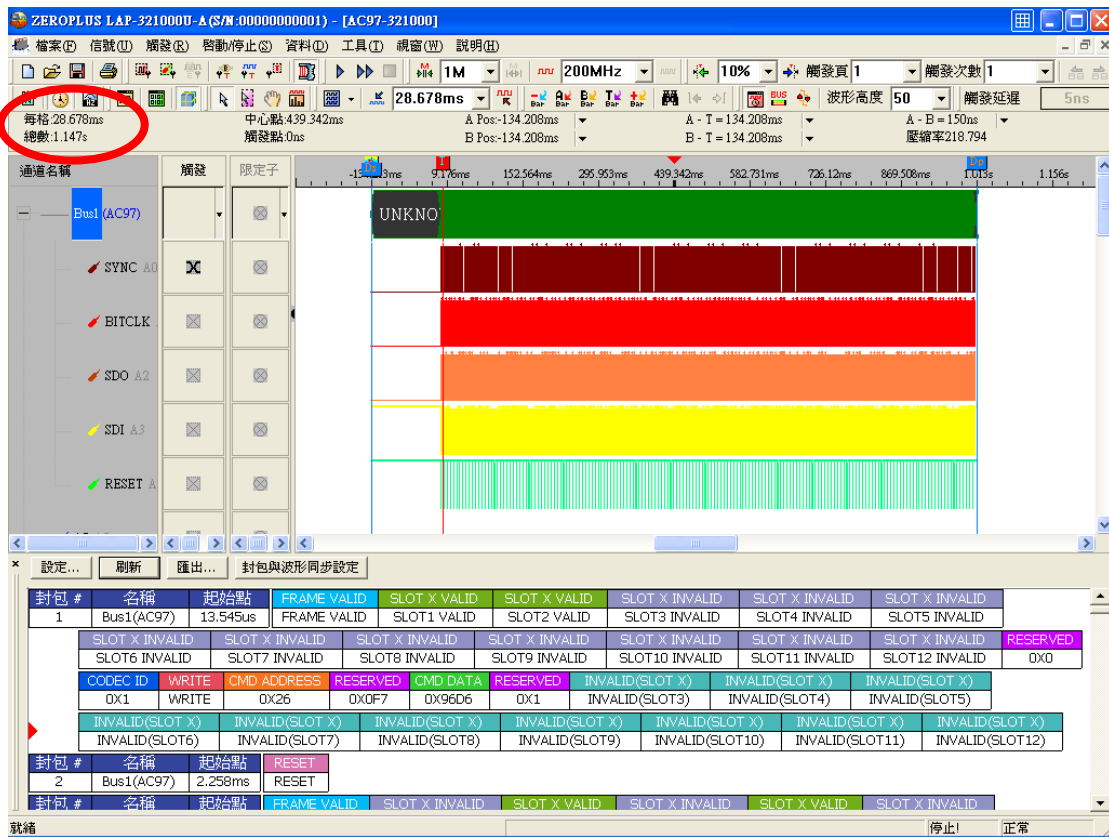 ZEROPLUS LAP-321000U-A(S/N:00000000001) - [AC97-321000]
檔案(F) 信號(U) 觸發(R) 啓動/停止(S) 資料(D) 工具(T) 視窗(W) 說明(H)
1M 200MHz 10% 觸發頁 1 觸發次數 1
28.678ms Bar Bar Bar Bar Bar 波形高度 50 觸發延遲 5ns
每格:28.678ms 中心點:439.342ms A Pos:-134.208ms A - T = 134.208ms A - B = 150ns
總數:1.147s 觸發點:0ns B Pos:-134.208ms B - T = 134.208ms 壓縮率218.794
通道名稱 觸發 限定子 9.176ms 152.564ms 295.953ms 439.342ms 582.731ms 726.12ms 869.508ms 1.013s 1.156s
Bus1 (AC97) UNKNO
SYNC A0
BITCLK
SDO A2
SDI A3
RESET A
設定... 刷新 匯出... 封包與波形同步設定
封包 # 名稱 起始點 FRAME VALID SLOT X VALID SLOT X VALID SLOT X INVALID SLOT X INVALID SLOT X INVALID
1 Bus1(AC97) 13.545us FRAME VALID SLOT1 VALID SLOT2 VALID SLOT3 INVALID SLOT4 INVALID SLOT5 INVALID
SLOT X INVALID SLOT X INVALID SLOT X INVALID SLOT X INVALID SLOT X INVALID SLOT X INVALID SLOT X INVALID RESERVED
SLOT6 INVALID SLOT7 INVALID SLOT8 INVALID SLOT9 INVALID SLOT10 INVALID SLOT11 INVALID SLOT12 INVALID 0X0
CODEC ID WRITE CMD ADDRESS RESERVED CMD DATA RESERVED INVALID(SLOT X) INVALID(SLOT X) INVALID(SLOT X)
0X1 WRITE 0X26 0X0F7 0X96D6 0X1 INVALID(SLOT3) INVALID(SLOT4) INVALID(SLOT5)
INVALID(SLOT X) INVALID(SLOT X) INVALID(SLOT X) INVALID(SLOT X) INVALID(SLOT X) INVALID(SLOT X) INVALID(SLOT X)
INVALID(SLOT6) INVALID(SLOT7) INVALID(SLOT8) INVALID(SLOT9) INVALID(SLOT10) INVALID(SLOT11) INVALID(SLOT12)
封包 # 名稱 起始點 RESET
2 Bus1(AC97) 2.258ms RESET
封包 # 名稱 起始點 FRAME VALID SLOT X INVALID SLOT X VALID SLOT X INVALID SLOT X VALID SLOT X INVALID
就緒 停止! 正常